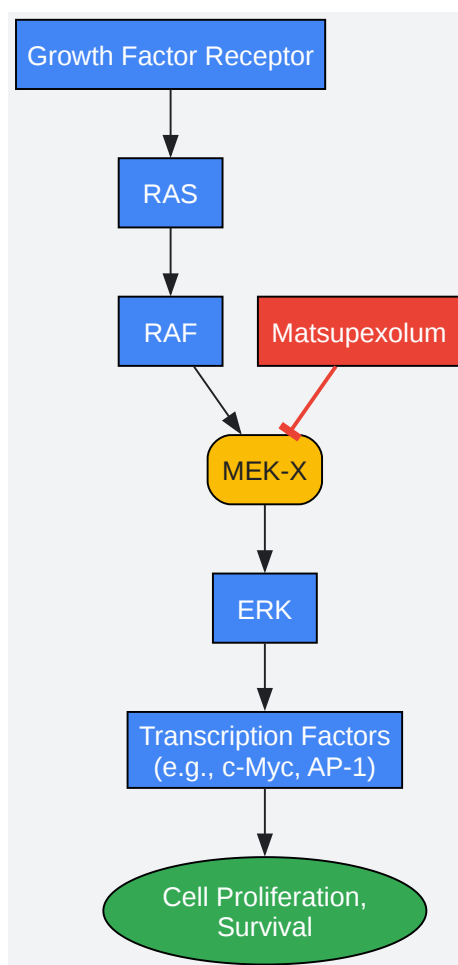 Growth Factor Receptor
RAS
RAF
Matsupexolum
MEK-X
ERK
Transcription Factors
(e.g., c-Myc, AP-1)
Cell Proliferation,
Survival